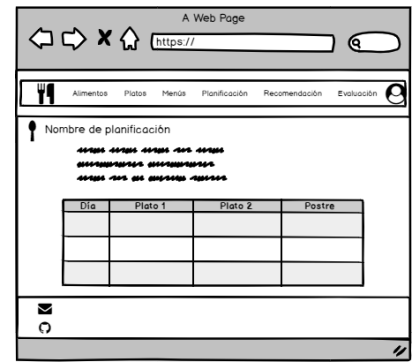 A Web Page
https://
Alimentos Platos Menús Planificación Recomendación Evaluación
Nombre de planificación
Día Plato 1 Plato 2 Postre